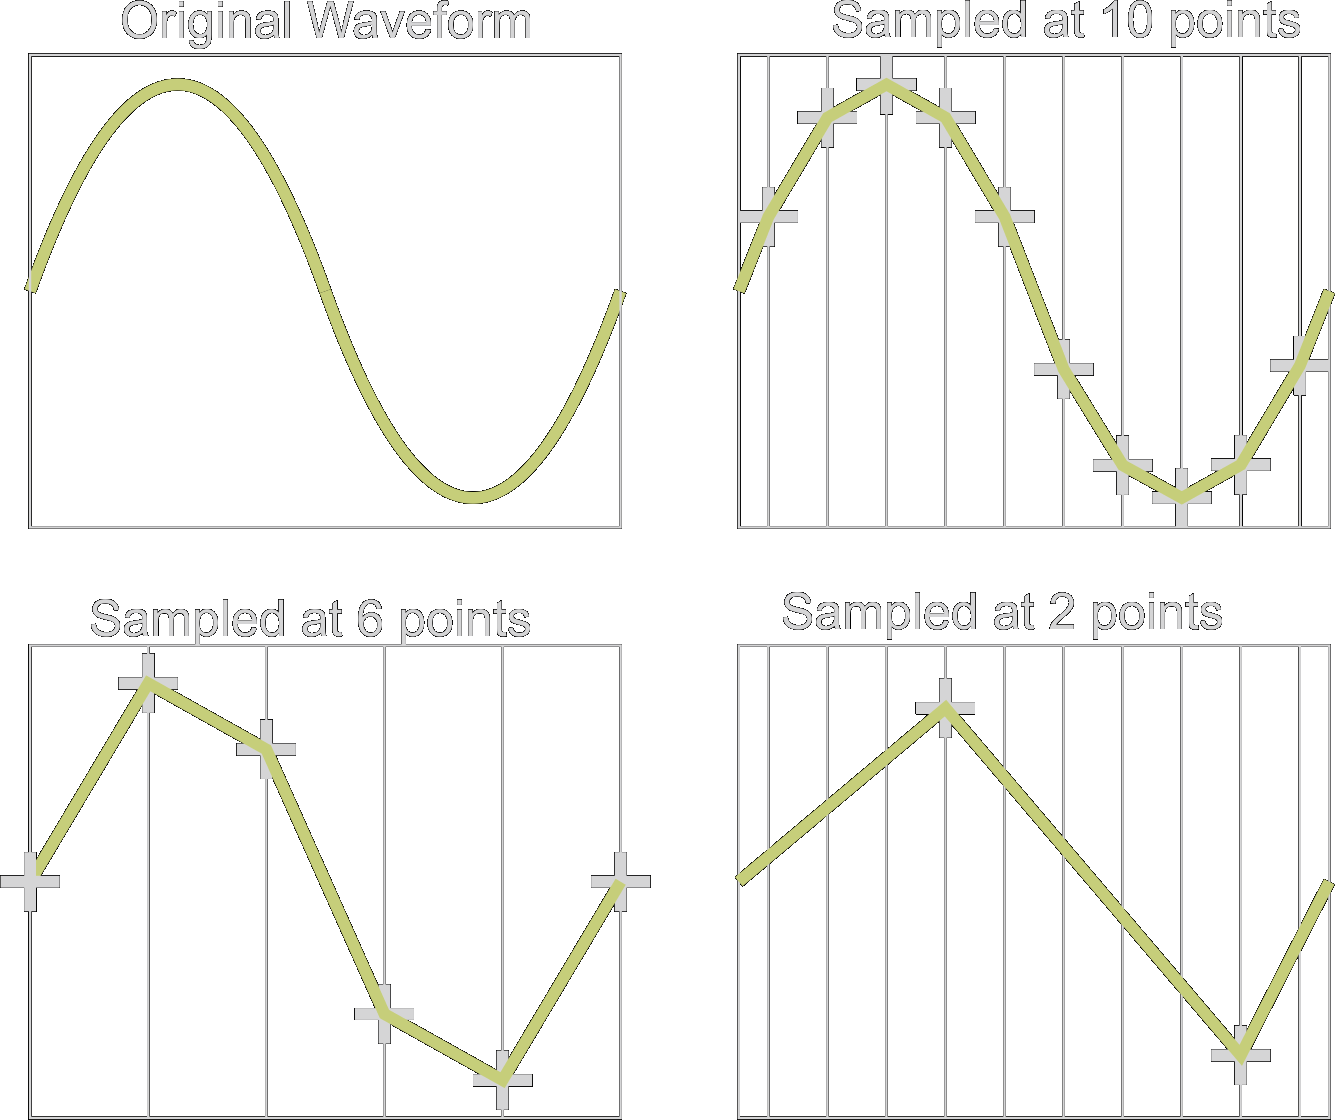 Original Waveform
Sampled at 10 points
Sampled at 6 points
Sampled at 2 points